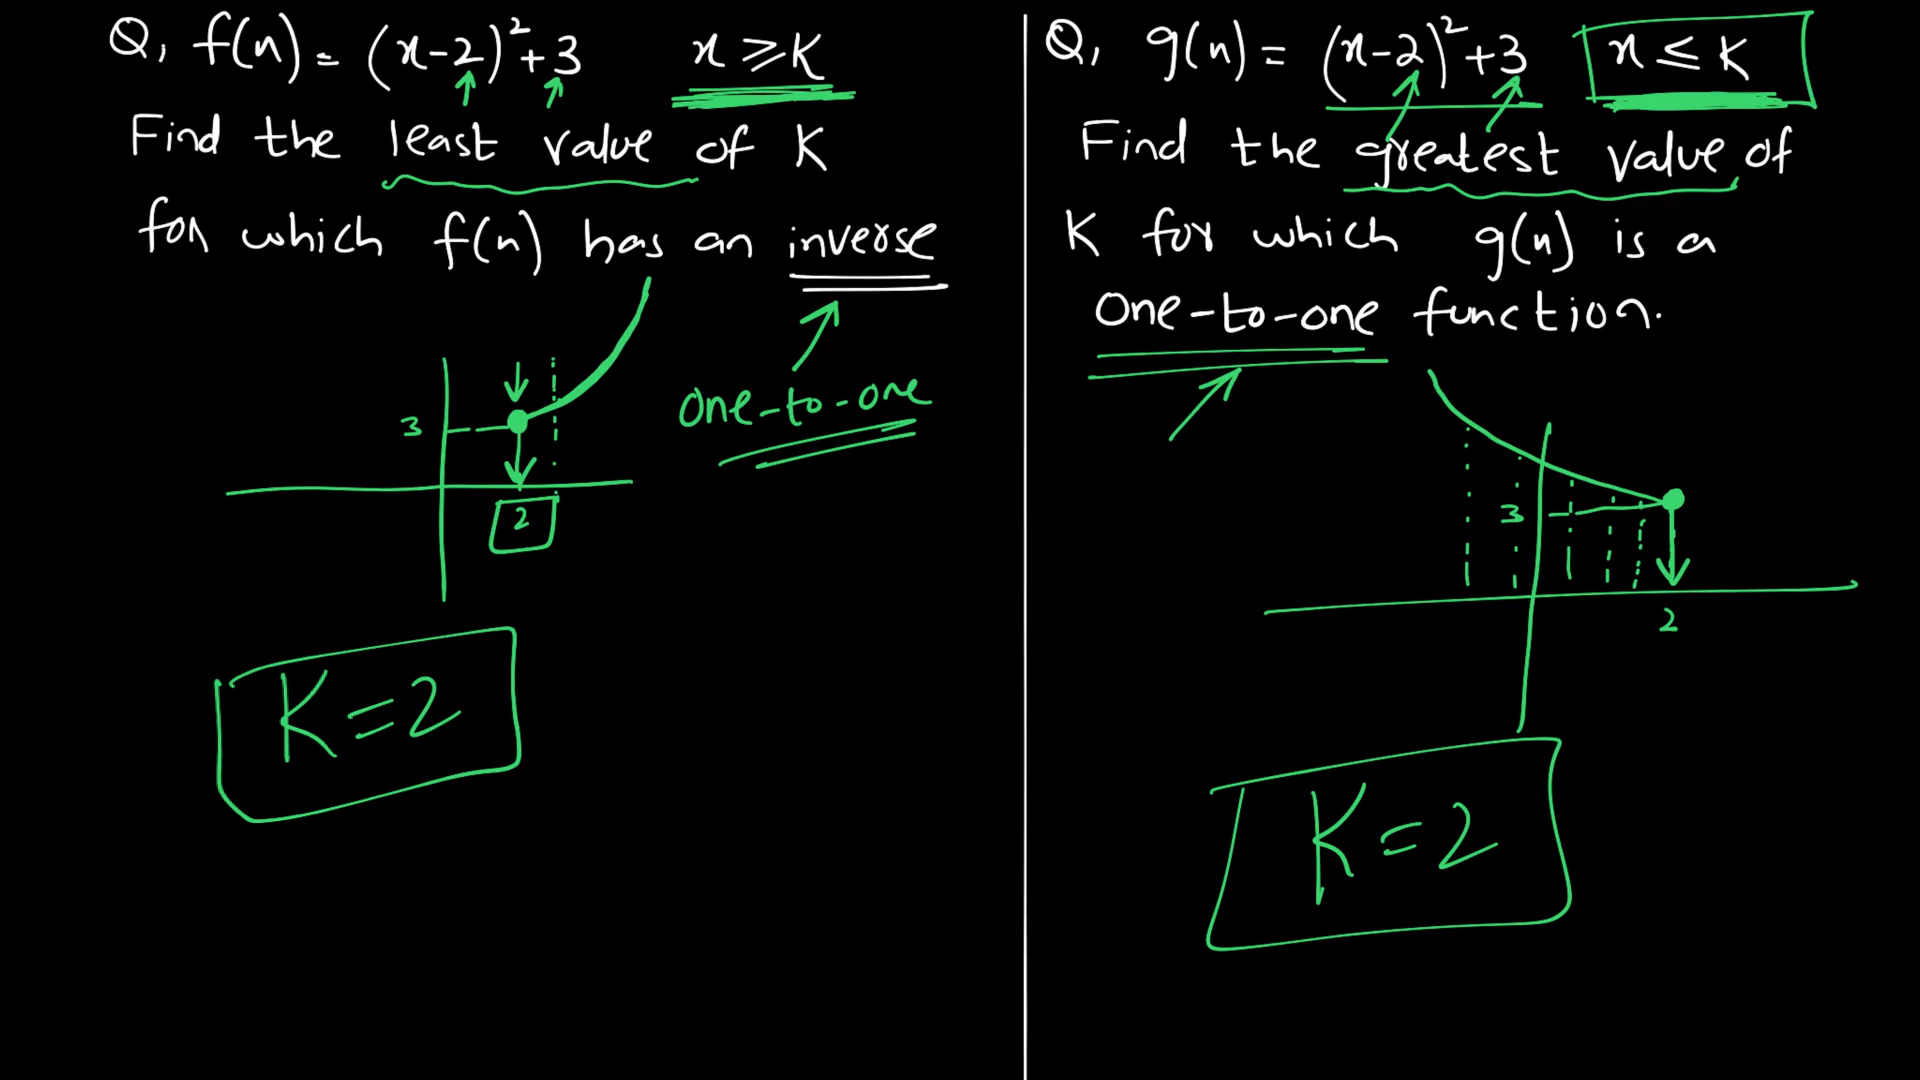 Q, f(x) = (x-2)²+3 x ≥ K
Find the least value of K
for which f(x) has an inverse
one-to-one
3
2
K = 2
Q, g(x) = (x-2)²+3 x ≤ K
Find the greatest value of
K for which g(x) is a
one-to-one function.
3
2
K = 2